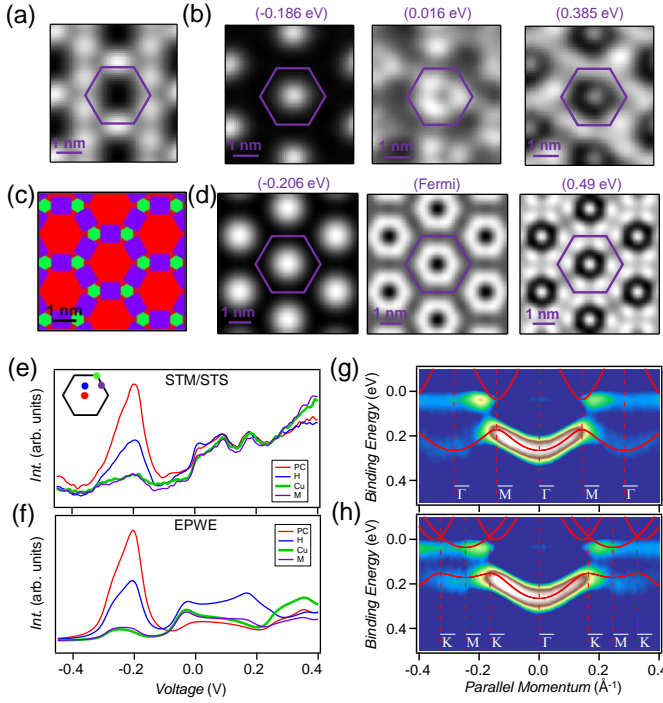 (a)
(b)
(-0.186 eV)
(0.016 eV)
(0.385 eV)
1 nm
1 nm
1 nm
1 nm
(c)
(d)
(-0.206 eV)
(Fermi)
(0.49 eV)
1 nm
1 nm
1 nm
1 nm
(e)
STM/STS
Int. (arb. units)
PC
H
Cu
M
(f)
EPWE
Int. (arb. units)
PC
H
Cu
M
-0.4
-0.2
0.0
0.2
0.4
Voltage (V)
(g)
Binding Energy (eV)
0.0
0.2
0.4
Γ̅ M̅ Γ̅ M̅ Γ̅
(h)
Binding Energy (eV)
0.0
0.2
0.4
K̅ M̅ K̅ Γ̅ K̅ M̅ K̅
-0.4 -0.2 0.0 0.2 0.4
Parallel Momentum (Å⁻¹)